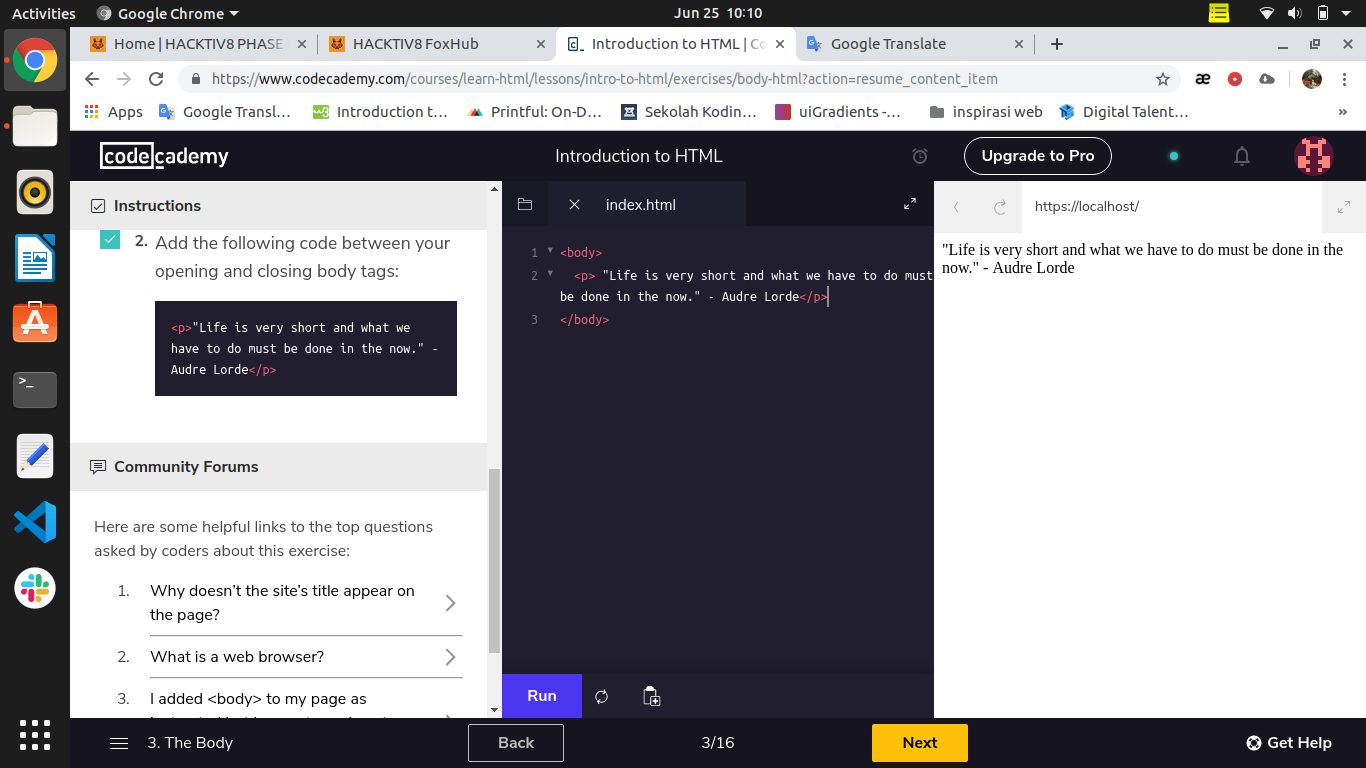 Activities
Google Chrome
Jun 25 10:10
Home | HACKTIV8 PHASE
HACKTIV8 FoxHub
Introduction to HTML | Co
Google Translate
https://www.codecademy.com/courses/learn-html/lessons/intro-to-html/exercises/body-html?action=resume_content_item
Apps
Google Transl…
Introduction t…
Printful: On-D…
Sekolah Kodin…
uiGradients -…
inspirasi web
Digital Talent…
»
codecademy
Introduction to HTML
Upgrade to Pro
Instructions
2. Add the following code between your
opening and closing body tags:
<p>"Life is very short and what we
have to do must be done in the now." -
Audre Lorde</p>
Community Forums
Here are some helpful links to the top questions
asked by coders about this exercise:
1. Why doesn’t the site’s title appear on
the page?
2. What is a web browser?
3. I added <body> to my page as
index.html
1 <body>
2 <p> "Life is very short and what we have to do must
be done in the now." - Audre Lorde</p>
3 </body>
Run
https://localhost/
"Life is very short and what we have to do must be done in the
now." - Audre Lorde
3. The Body
Back
3/16
Next
Get Help